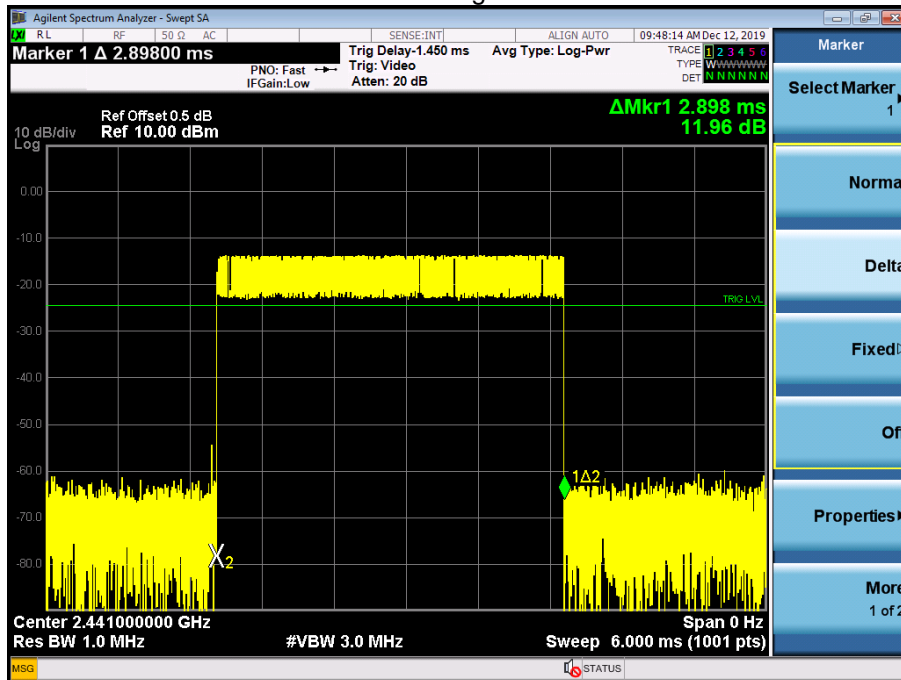 Agilent Spectrum Analyzer - Swept SA
LXI RL RF 50 Ω AC SENSE:INT ALIGN AUTO 09:48:14 AM Dec 12, 2019
Marker 1 Δ 2.89800 ms
PNO: Fast
IFGain:Low
Trig Delay-1.450 ms
Trig: Video
Atten: 20 dB
Avg Type: Log-Pwr
TRACE 1 2 3 4 5 6
TYPE WWWWWW
DET N N N N N N
ΔMkr1 2.898 ms
11.96 dB
Ref Offset 0.5 dB
10 dB/div Ref 10.00 dBm
Log
0.00
-10.0
-20.0
TRIG LVL
-30.0
-40.0
-50.0
-60.0
1Δ2
-70.0
-80.0
X2
Center 2.441000000 GHz Span 0 Hz
Res BW 1.0 MHz #VBW 3.0 MHz Sweep 6.000 ms (1001 pts)
MSG STATUS
Marker
Select Marker
1
Norma
Delta
Fixed
Of
Properties
More
1 of 2